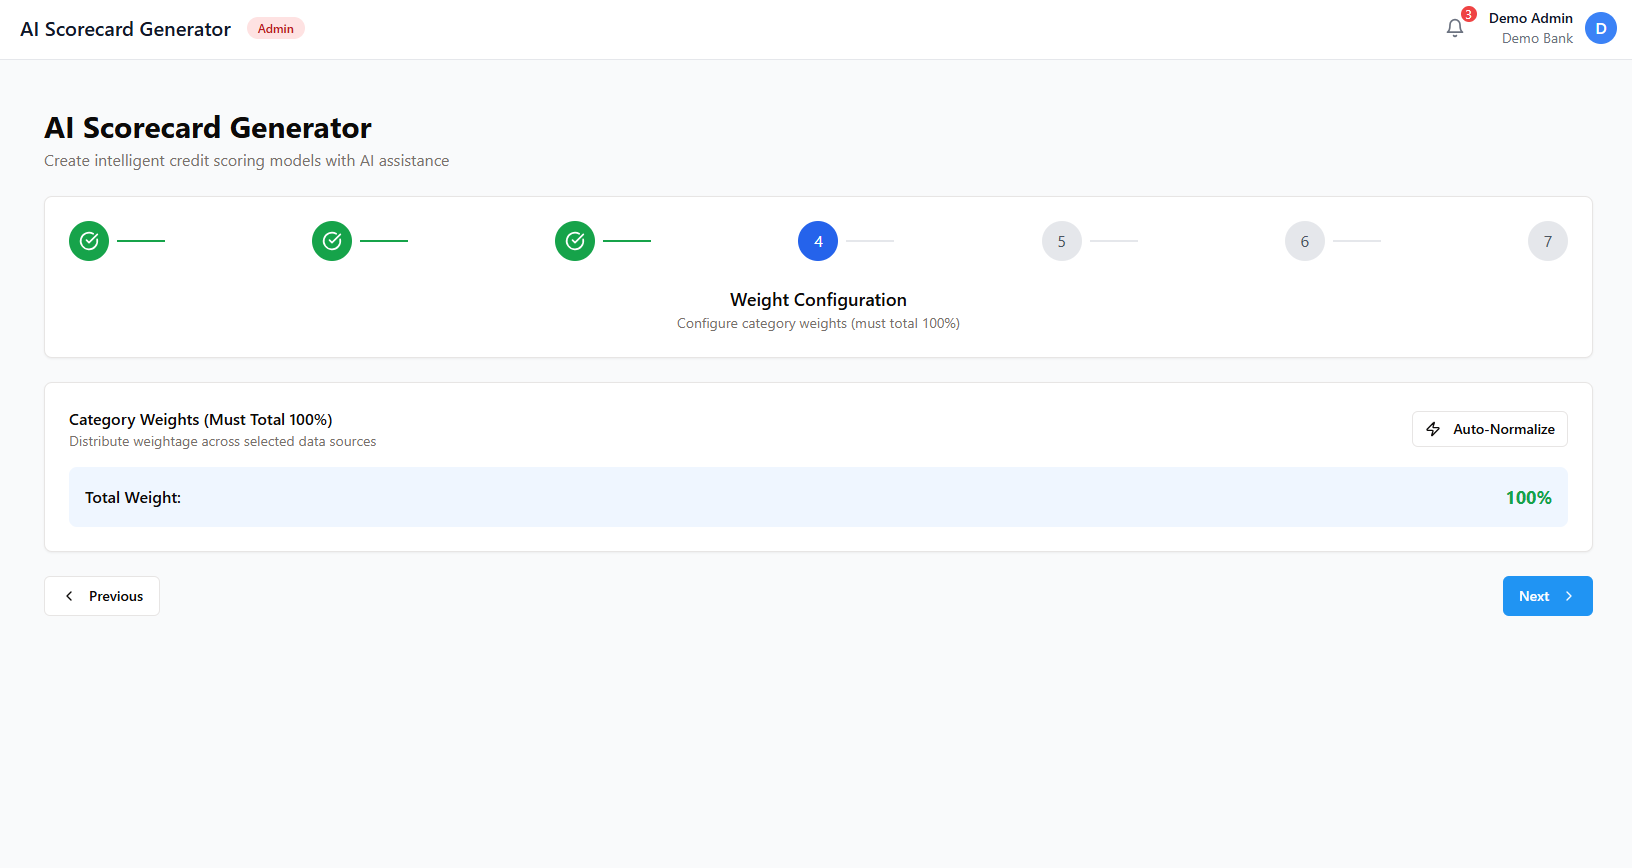 AI Scorecard Generator
Admin
3
Demo Admin
Demo Bank
D
AI Scorecard Generator
Create intelligent credit scoring models with AI assistance
4
5
6
7
Weight Configuration
Configure category weights (must total 100%)
Category Weights (Must Total 100%)
Distribute weightage across selected data sources
Auto-Normalize
Total Weight:
100%
Previous
Next